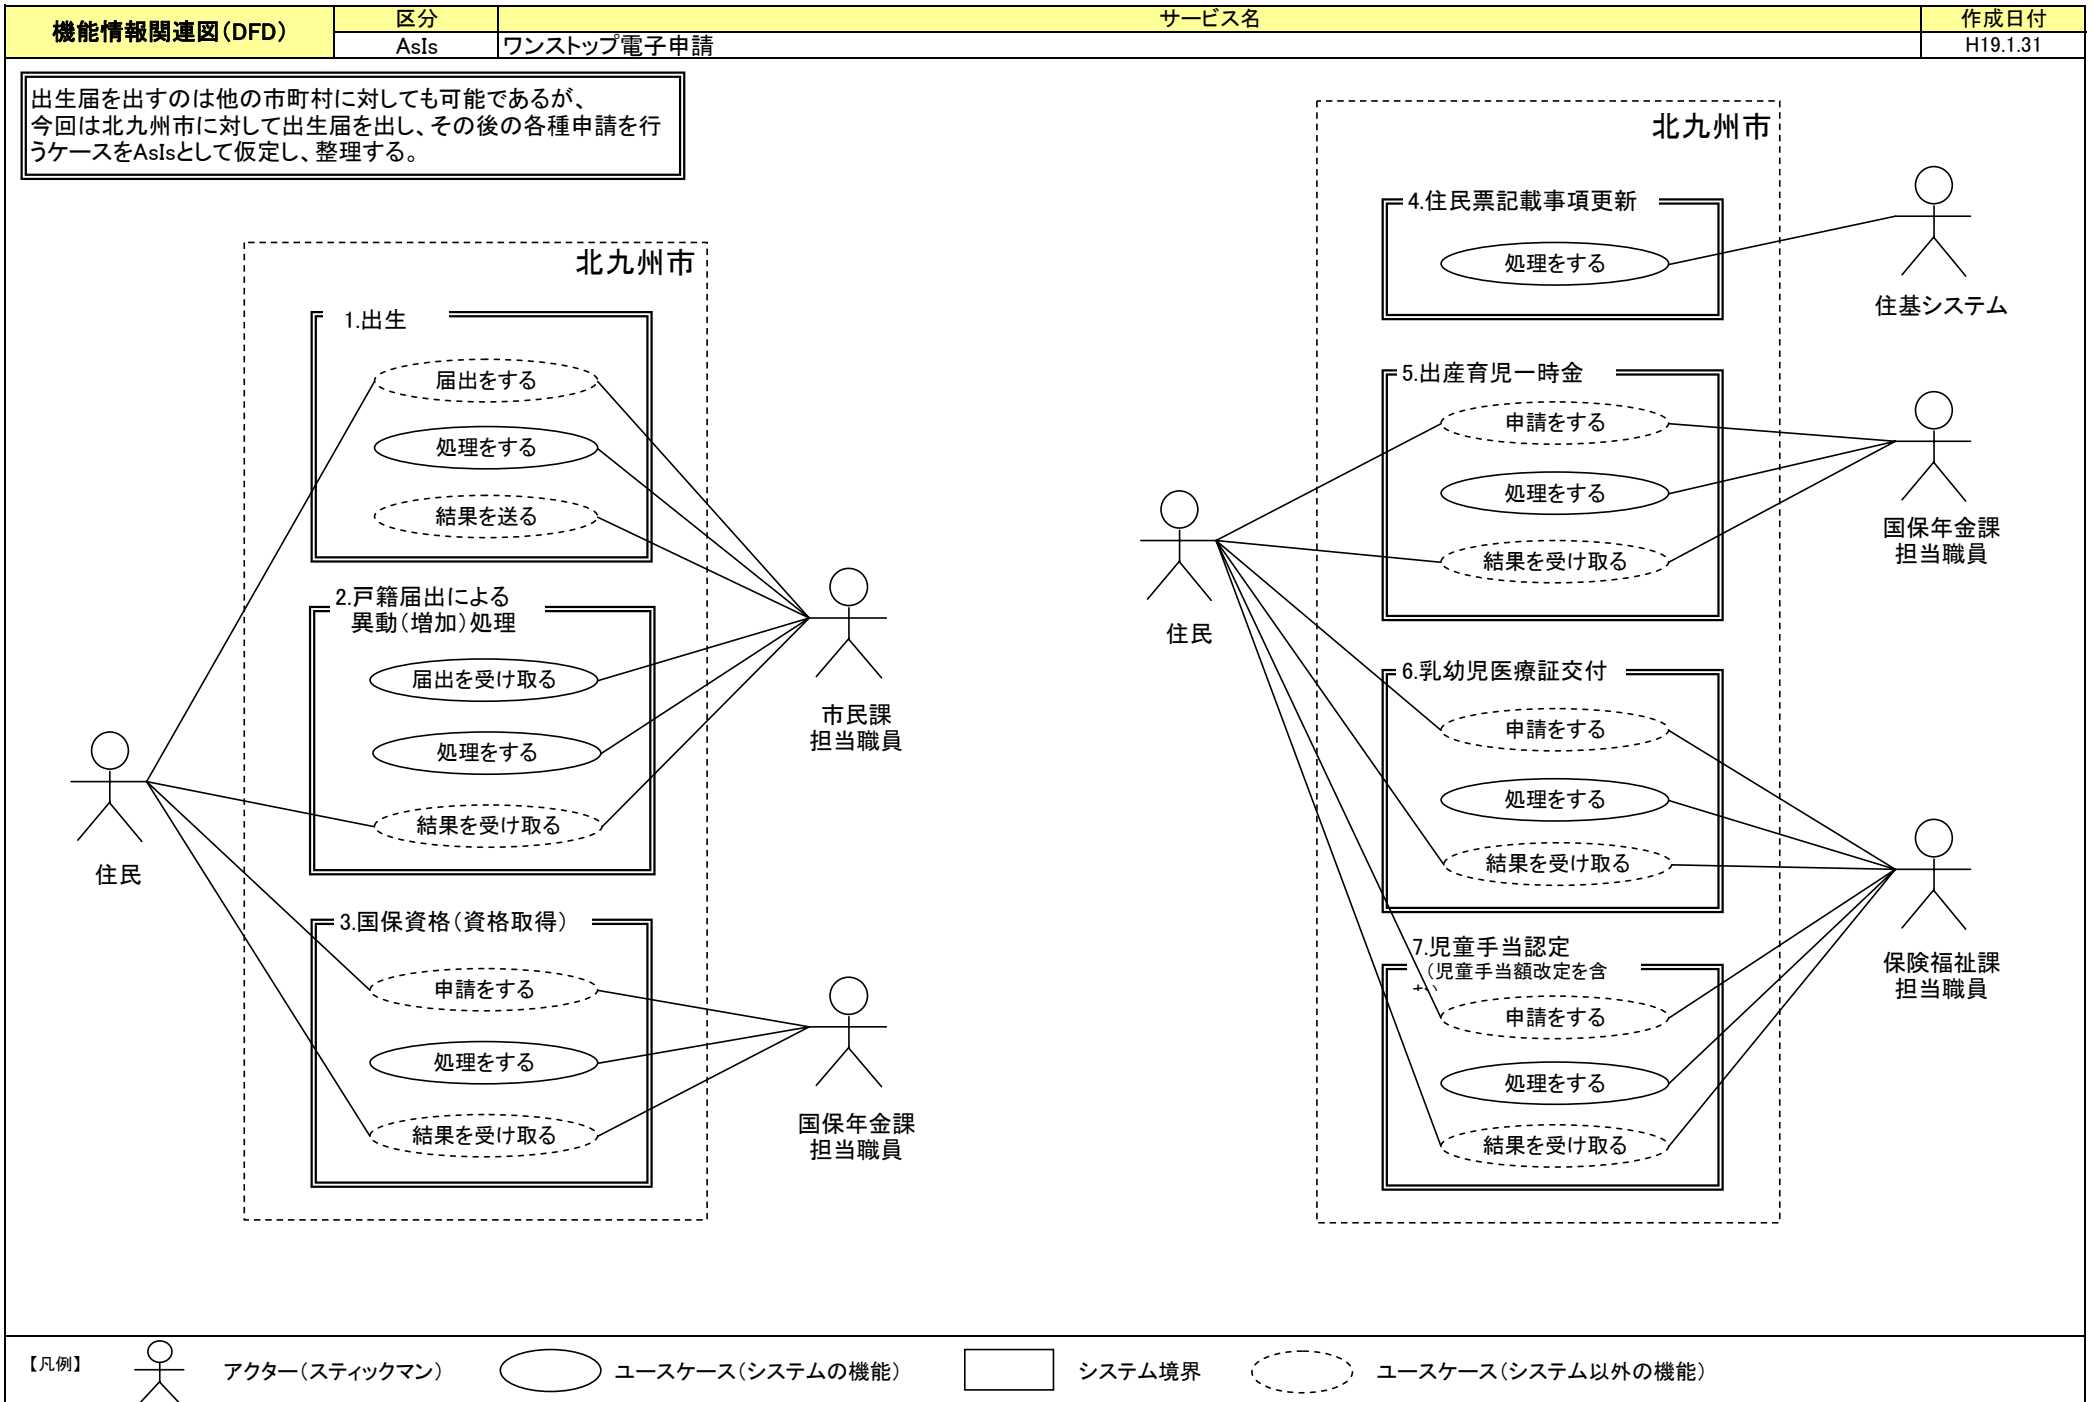 機能情報関連図(DFD)
区分
サービス名
作成日付
AsIs
ワンストップ電子申請
H19.1.31
出生届を出すのは他の市町村に対しても可能であるが、
今回は北九州市に対して出生届を出し、その後の各種申請を行
うケースをAsIsとして仮定し、整理する。
北九州市
1.出生
届出をする
処理をする
結果を送る
2.戸籍届出による
異動(増加)処理
届出を受け取る
処理をする
結果を受け取る
3.国保資格(資格取得)
申請をする
処理をする
結果を受け取る
住民
市民課
担当職員
国保年金課
担当職員
北九州市
4.住民票記載事項更新
処理をする
住基システム
5.出産育児一時金
申請をする
処理をする
結果を受け取る
国保年金課
担当職員
住民
6.乳幼児医療証交付
申請をする
処理をする
結果を受け取る
7.児童手当認定
(児童手当額改定を含
申請をする
処理をする
結果を受け取る
保険福祉課
担当職員
【凡例】
アクター(スティックマン)
ユースケース(システムの機能)
システム境界
ユースケース(システム以外の機能)